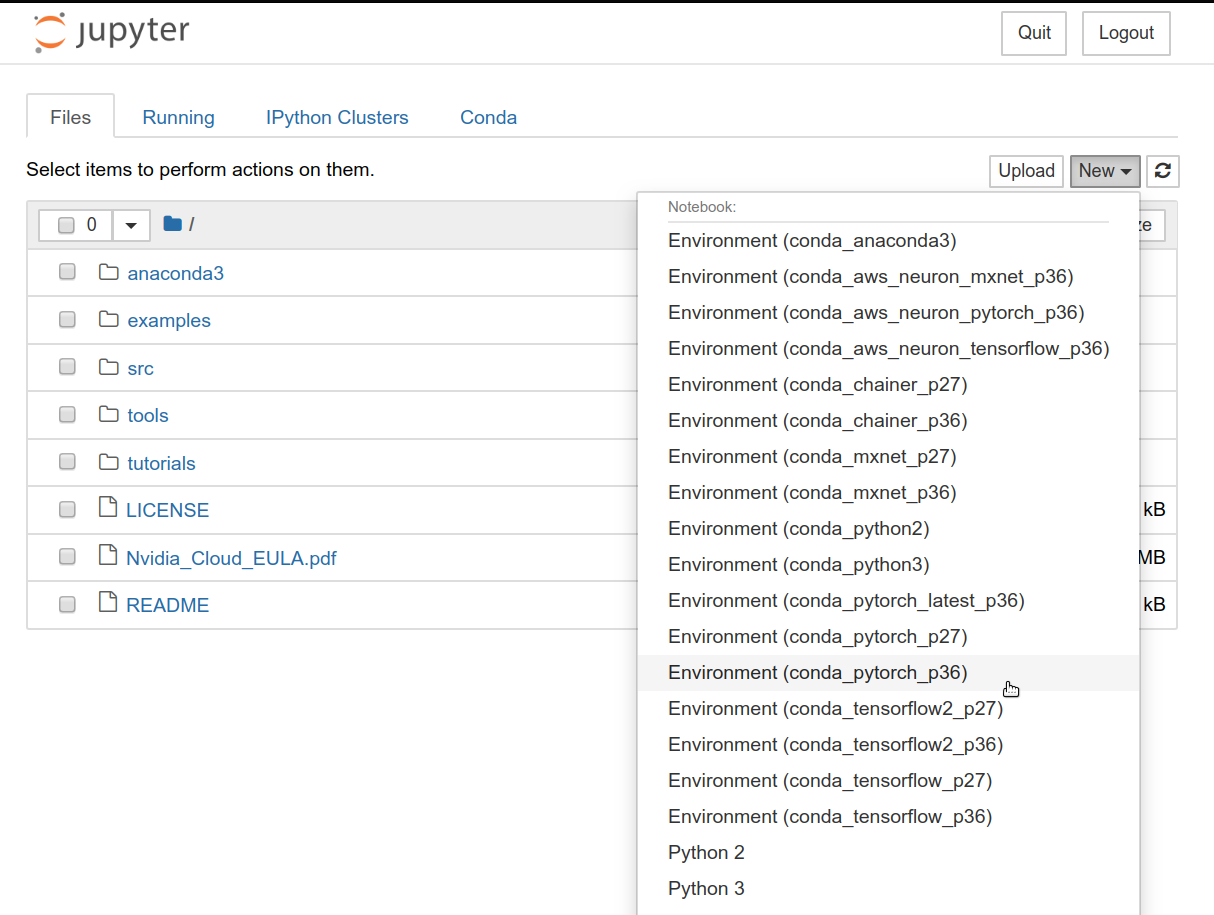 jupyter
Quit
Logout
Files
Running
IPython Clusters
Conda
Select items to perform actions on them.
Upload
New
0
/
anaconda3
examples
src
tools
tutorials
LICENSE
kB
Nvidia_Cloud_EULA.pdf
MB
README
kB
Notebook:
Environment (conda_anaconda3)
Environment (conda_aws_neuron_mxnet_p36)
Environment (conda_aws_neuron_pytorch_p36)
Environment (conda_aws_neuron_tensorflow_p36)
Environment (conda_chainer_p27)
Environment (conda_chainer_p36)
Environment (conda_mxnet_p27)
Environment (conda_mxnet_p36)
Environment (conda_python2)
Environment (conda_python3)
Environment (conda_pytorch_latest_p36)
Environment (conda_pytorch_p27)
Environment (conda_pytorch_p36)
Environment (conda_tensorflow2_p27)
Environment (conda_tensorflow2_p36)
Environment (conda_tensorflow_p27)
Environment (conda_tensorflow_p36)
Python 2
Python 3